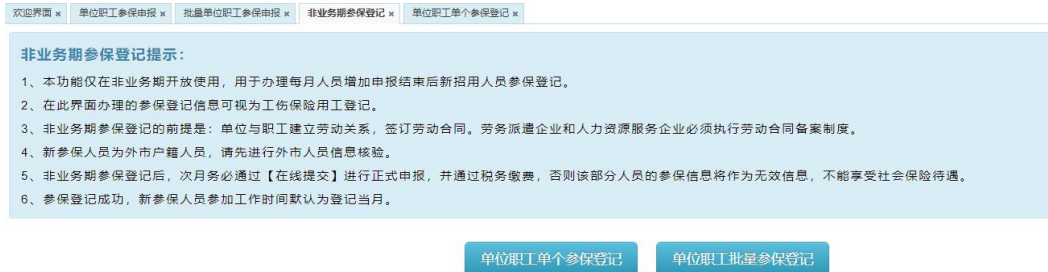 欢迎界面 × 单位职工参保申报 × 批量单位职工参保申报 × 非业务期参保登记 × 单位职工单个参保登记 ×
非业务期参保登记提示：
1、本功能仅在非业务期开放使用，用于办理每月人员增加申报结束后新招用人员参保登记。
2、在此界面办理的参保登记信息可视为工伤保险用工登记。
3、非业务期参保登记的前提是：单位与职工建立劳动关系，签订劳动合同。劳务派遣企业和人力资源服务企业必须执行劳动合同备案制度。
4、新参保人员为外市户籍人员，请先进行外市人员信息核验。
5、非业务期参保登记后，次月务必通过【在线提交】进行正式申报，并通过税务缴费，否则该部分人员的参保信息将作为无效信息，不能享受社会保险待遇。
6、参保登记成功，新参保人员参加工作时间默认为登记当月。
单位职工单个参保登记 单位职工批量参保登记